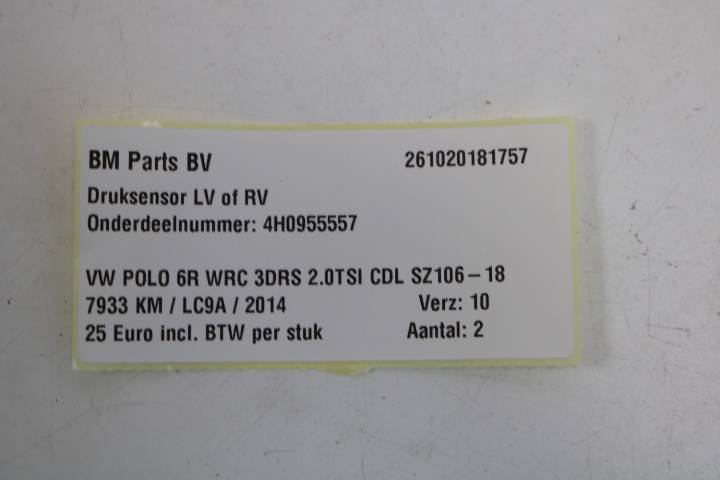 BM Parts BV 261020181757
Druksensor LV of RV
Onderdeelnummer: 4H0955557
VW POLO 6R WRC 3DRS 2.0TSI CDL SZ106-18
7933 KM / LC9A / 2014 Verz: 10
25 Euro incl. BTW per stuk Aantal: 2